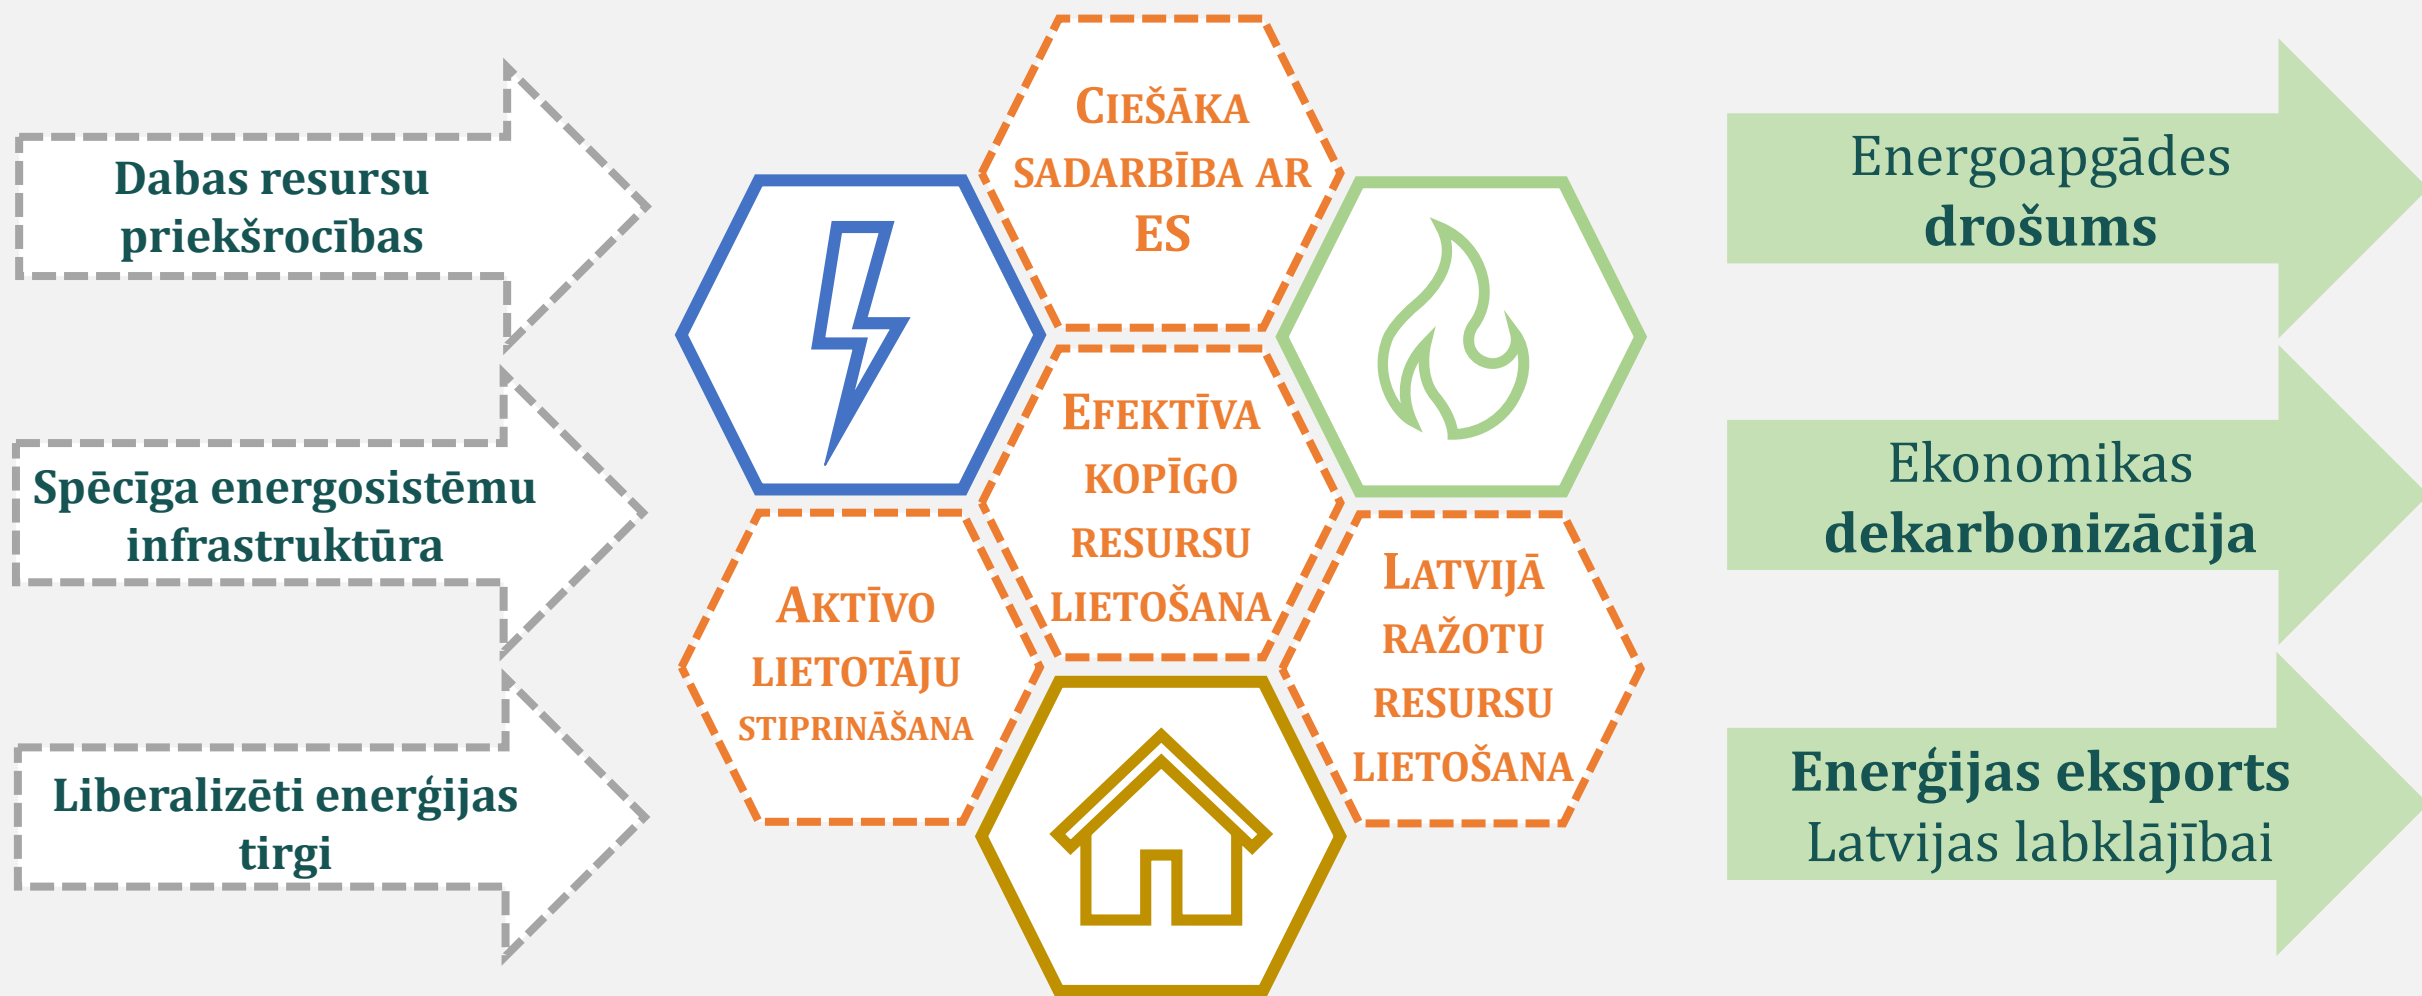 Dabas resursu
priekšrocības
Spēcīga energosistēmu
infrastruktūra
Liberalizēti enerģijas
tirgi
CIEŠĀKA
SADARBĪBA AR
ES
EFEKTĪVA
KOPĪGO
RESURSU
LIETOŠANA
AKTĪVO
LIETOTĀJU
STIPRINĀŠANA
LATVIJĀ
RAŽOTU
RESURSU
LIETOŠANA
Energoapgādes
drošums
Ekonomikas
dekarbonizācija
Enerģijas eksports
Latvijas labklājībai